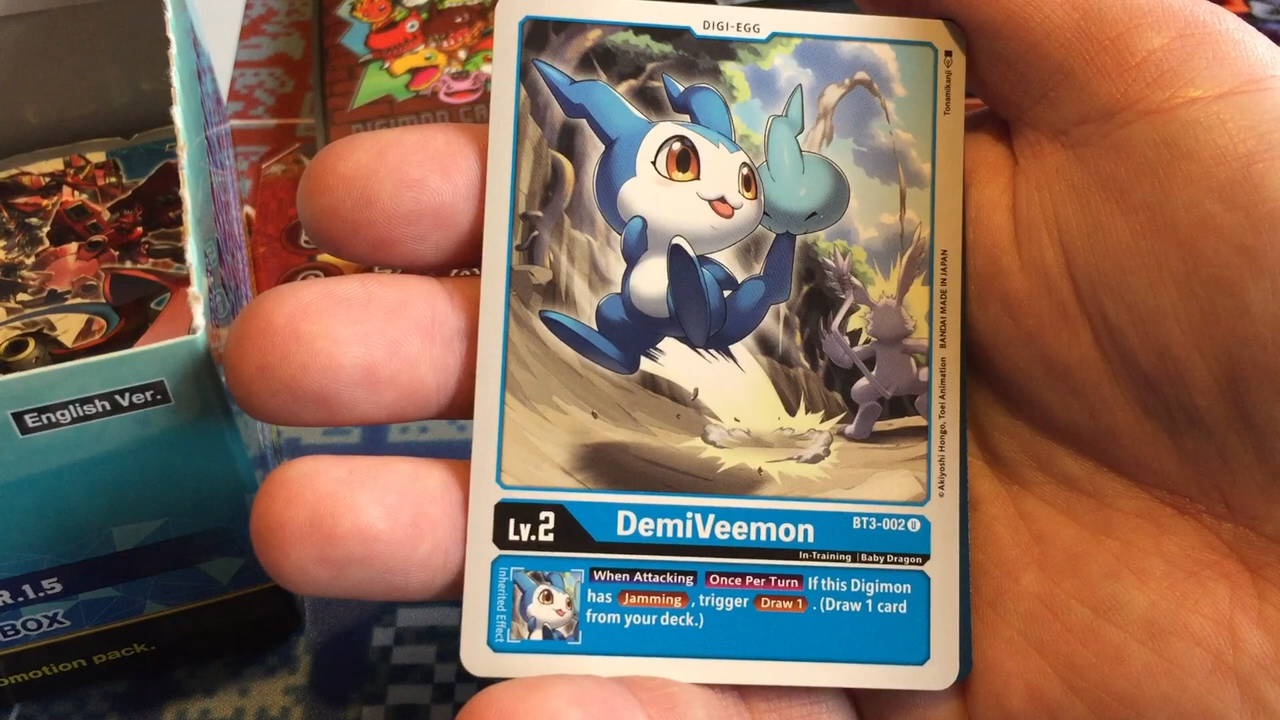 DIGI-EGG
Tonamikanji
© Akiyoshi Hongo, Toei Animation BANDAI MADE IN JAPAN
Lv.2
DemiVeemon
BT3-002 U
In-Training | Baby Dragon
Inherited Effect
When Attacking Once Per Turn If this Digimon
has Jamming, trigger Draw 1. (Draw 1 card
from your deck.)
English Ver.
R.1.5
BOX
omotion pack.
DIGIMON CA